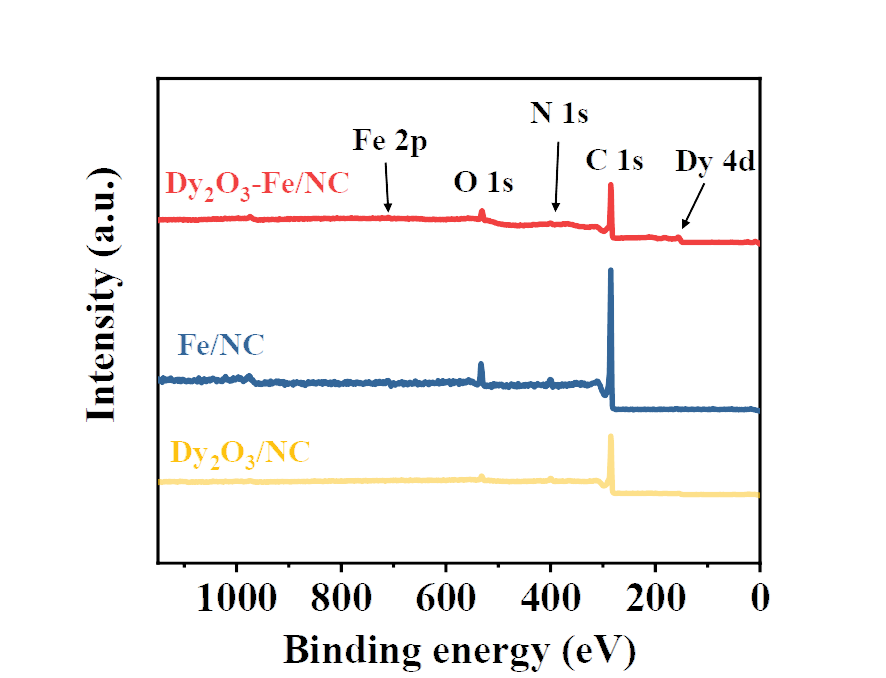 N 1s
Fe 2p
C 1s
Dy 4d
Dy₂O₃-Fe/NC
O 1s
Fe/NC
Dy₂O₃/NC
Intensity (a.u.)
1000 800 600 400 200 0
Binding energy (eV)